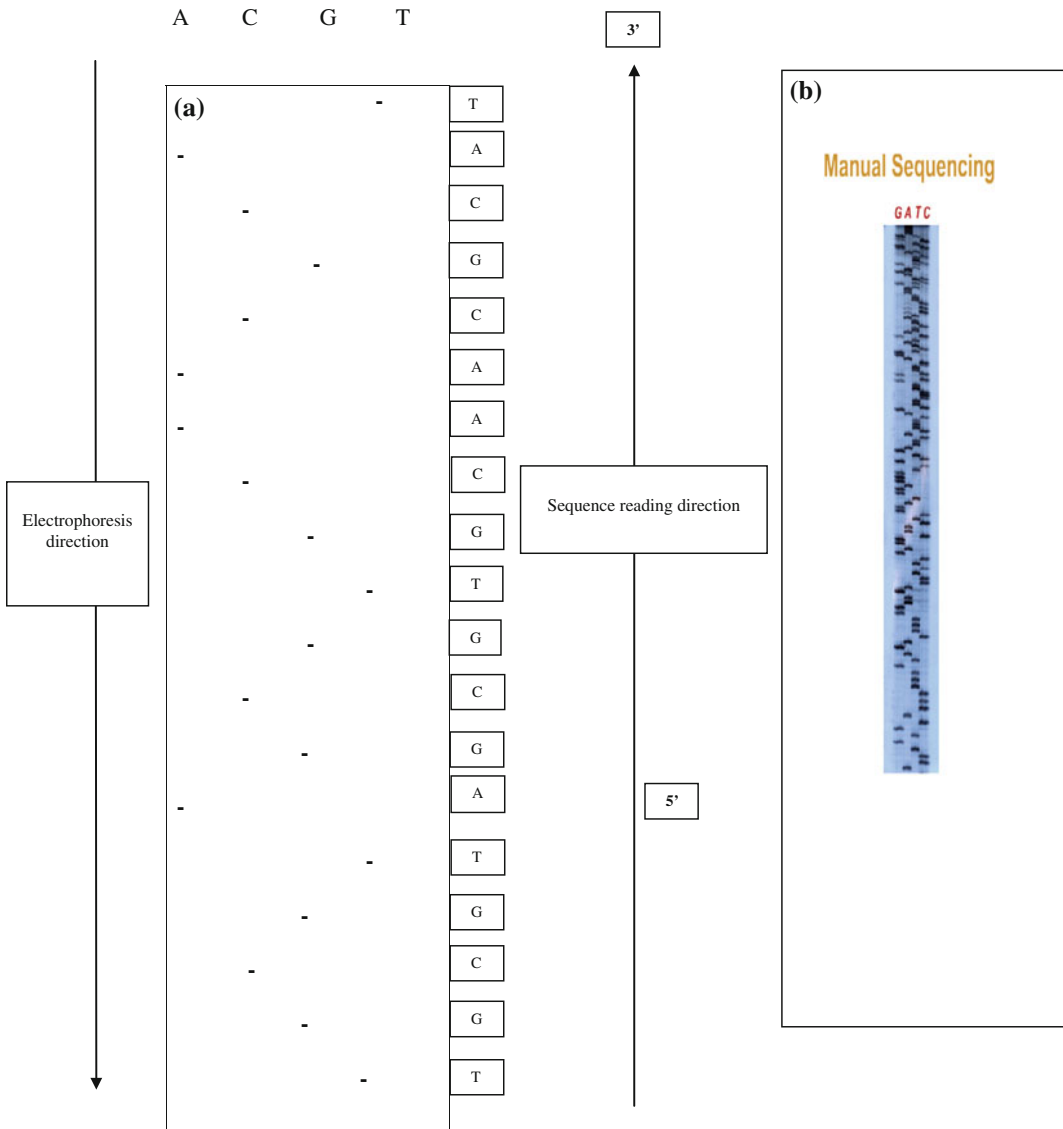 A C G T
(a)
T
A
C
G
C
A
A
C
G
T
G
C
G
A
T
G
C
G
T
Electrophoresis
direction
3’
Sequence reading direction
5’
(b)
Manual Sequencing
GATC